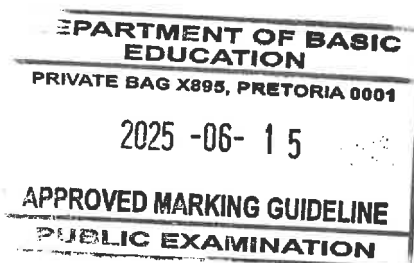 EPARTMENT OF BASIC
EDUCATION
PRIVATE BAG X895, PRETORIA 0001
2025 -06- 15
APPROVED MARKING GUIDELINE
PUBLIC EXAMINATION